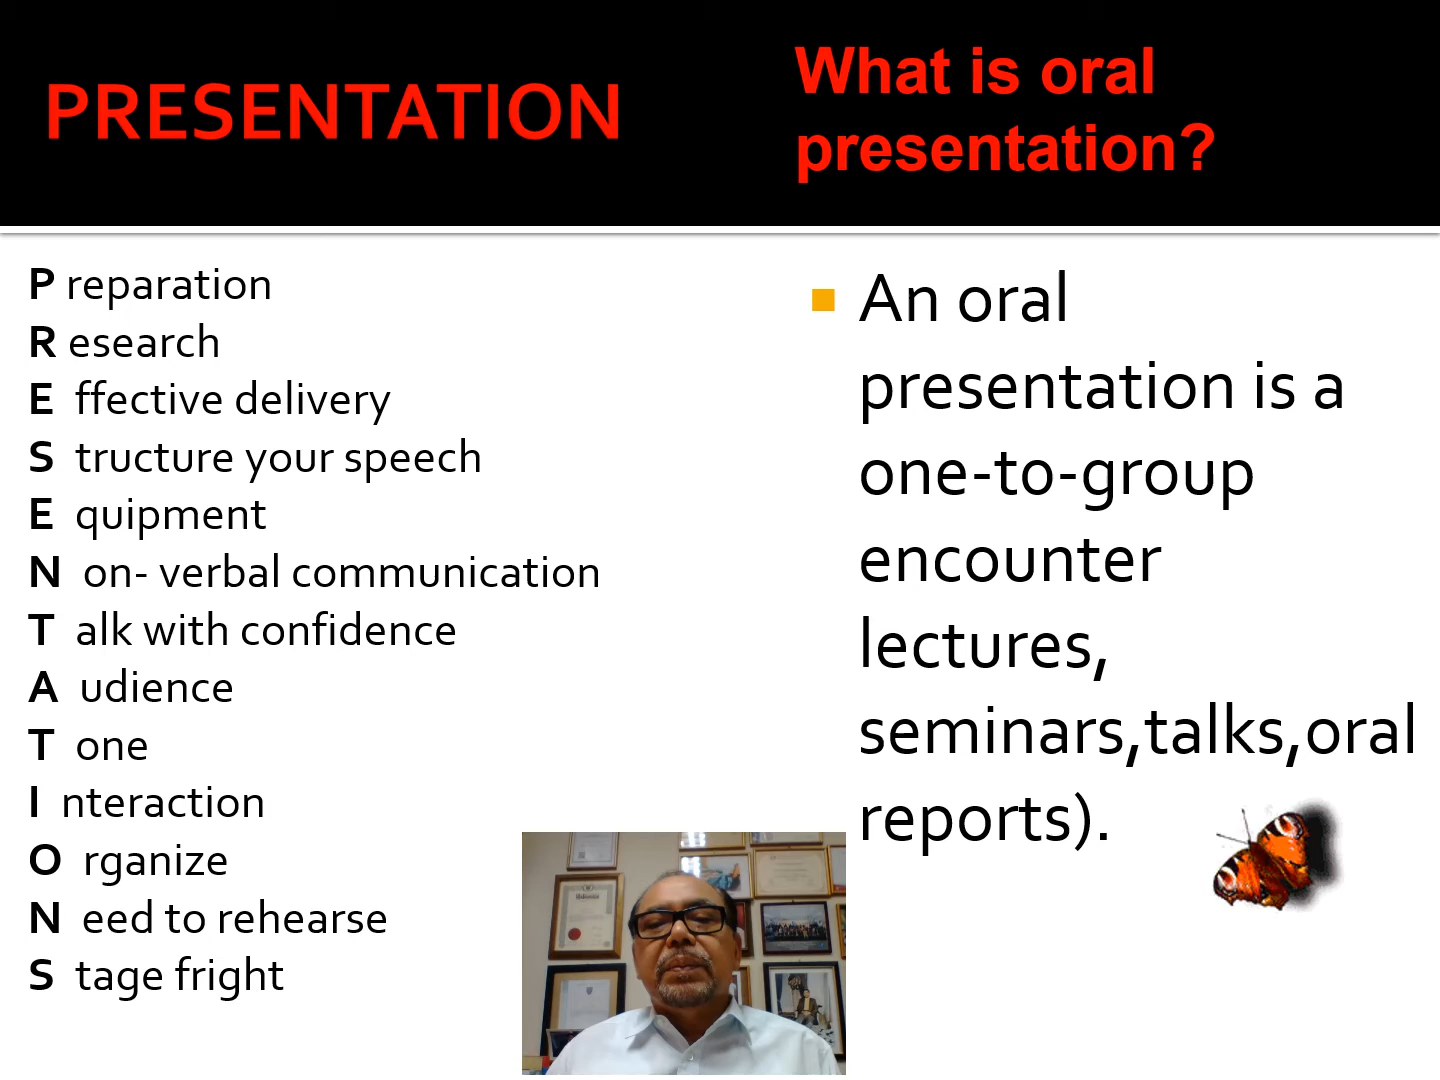 PRESENTATION
P reparation
R esearch
E ffective delivery
S tructure your speech
E quipment
N on- verbal communication
T alk with confidence
A udience
T one
I nteraction
O rganize
N eed to rehearse
S tage fright
What is oral
presentation?
An oral
presentation is a
one-to-group
encounter
lectures,
seminars,talks,oral
reports).